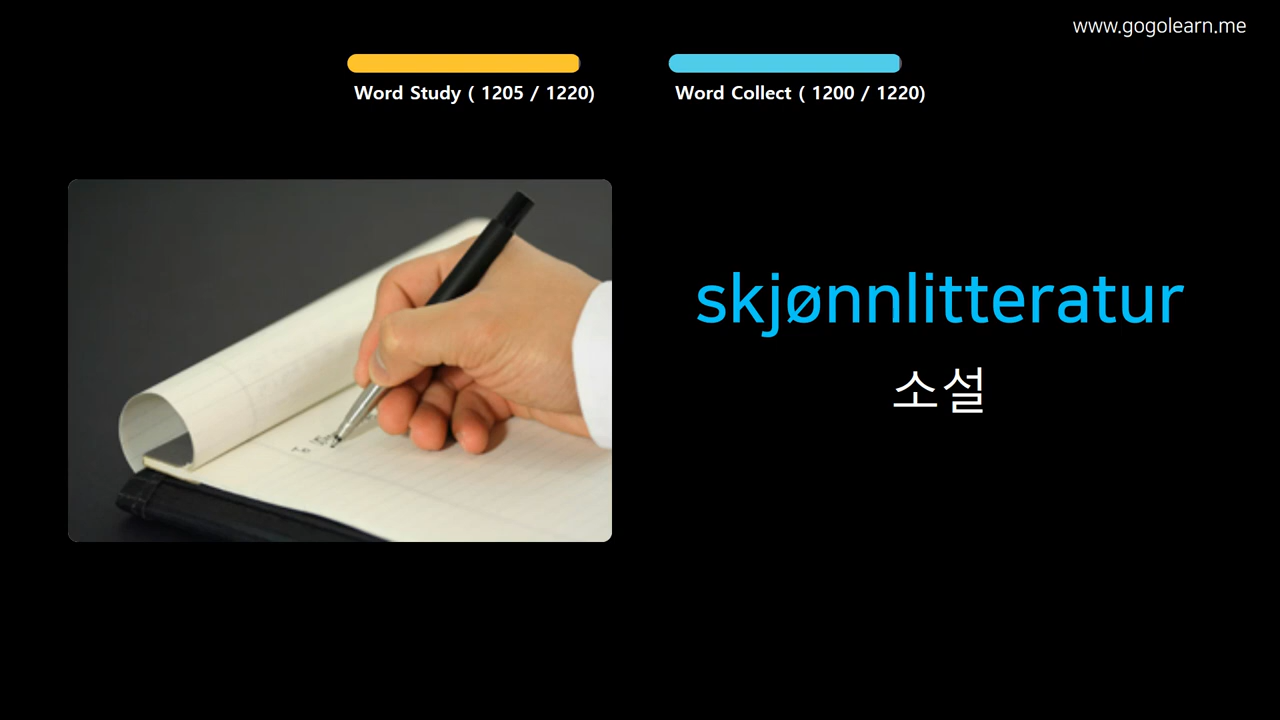 www.gogolearn.me
Word Study ( 1205 / 1220)
Word Collect ( 1200 / 1220)
skjønnlitteratur
소설